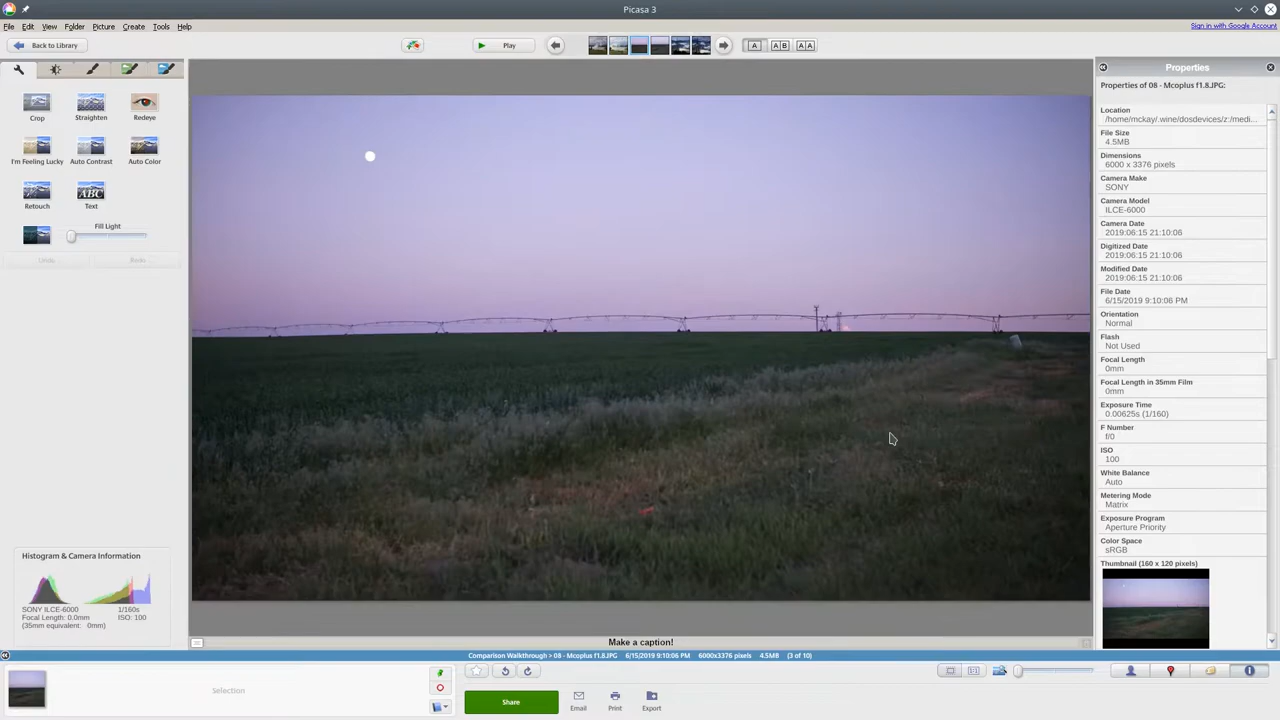 Picasa 3
File Edit View Folder Picture Create Tools Help
Sign in with Google Account
Back to Library
Play
A
A B
A A
Crop
Straighten
Redeye
I'm Feeling Lucky
Auto Contrast
Auto Color
Retouch
ABC
Text
Fill Light
Undo
Redo
Histogram & Camera Information
SONY ILCE-6000 1/160s
Focal Length: 0.0mm ISO: 100
(35mm equivalent: 0mm)
Properties
Properties of 08 - Mcoplus f1.8.JPG:
Location
/home/mckay/.wine/dosdevices/z:/medi...
File Size
4.5MB
Dimensions
6000 x 3376 pixels
Camera Make
SONY
Camera Model
ILCE-6000
Camera Date
2019:06:15 21:10:06
Digitized Date
2019:06:15 21:10:06
Modified Date
2019:06:15 21:10:06
File Date
6/15/2019 9:10:06 PM
Orientation
Normal
Flash
Not Used
Focal Length
0mm
Focal Length in 35mm Film
0mm
Exposure Time
0.00625s (1/160)
F Number
f/0
ISO
100
White Balance
Auto
Metering Mode
Matrix
Exposure Program
Aperture Priority
Color Space
sRGB
Thumbnail (160 x 120 pixels)
Make a caption!
Comparison Walkthrough > 08 - Mcoplus f1.8.JPG 6/15/2019 9:10:06 PM 6000x3376 pixels 4.5MB (3 of 10)
Selection
Share
Email
Print
Export